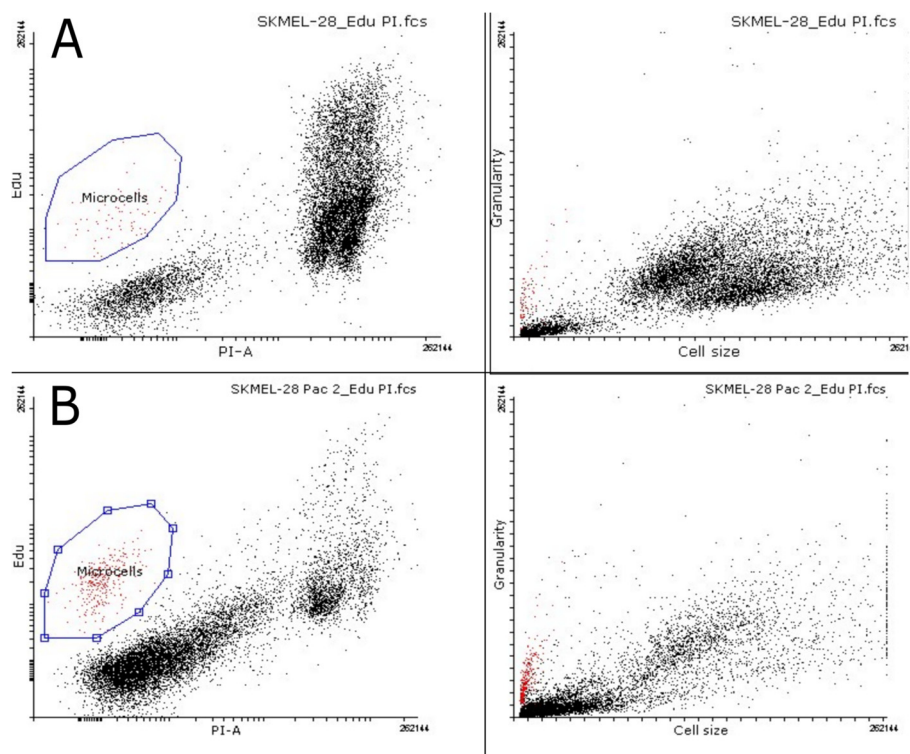 A
SKMEL-28_Edu PI.fcs
262144
Edu
Microcells
PI-A
262144
SKMEL-28_Edu PI.fcs
262144
Granularity
Cell size
2621
B
SKMEL-28 Pac 2_Edu PI.fcs
262144
Edu
Microcells
PI-A
262144
SKMEL-28 Pac 2_Edu PI.fcs
262144
Granularity
Cell size
262144